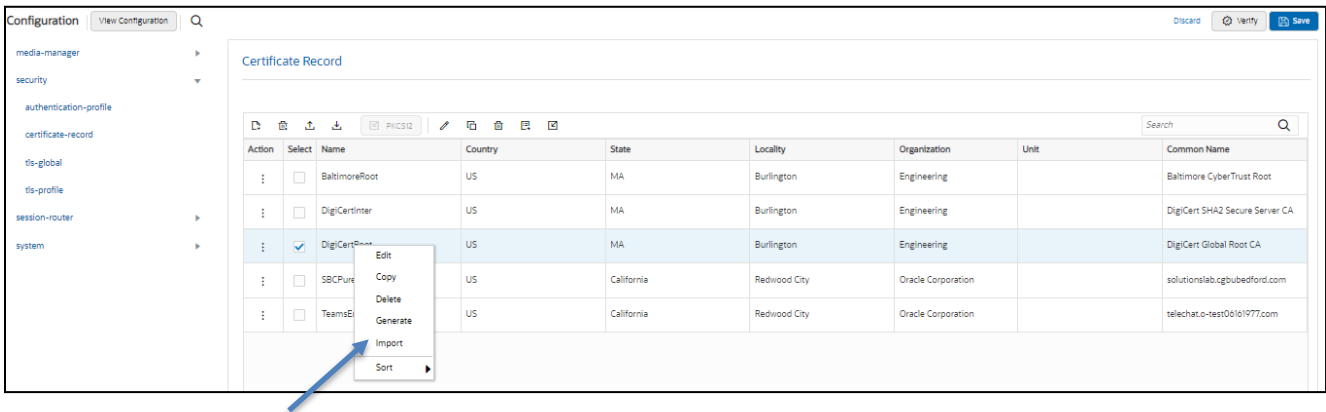 Configuration View Configuration Discard Verify Save
media-manager
security
authentication-profile
certificate-record
tls-global
tls-profile
session-router
system
Certificate Record
PKCS12 Search
Action Select Name Country State Locality Organization Unit Common Name
BaltimoreRoot US MA Burlington Engineering Baltimore CyberTrust Root
DigiCertInter US MA Burlington Engineering DigiCert SHA2 Secure Server CA
DigiCertRoot US MA Burlington Engineering DigiCert Global Root CA
SBCPure US California Redwood City Oracle Corporation solutionslab.cgbubedford.com
TeamsE US California Redwood City Oracle Corporation telechat.o-test06161977.com
Edit
Copy
Delete
Generate
Import
Sort